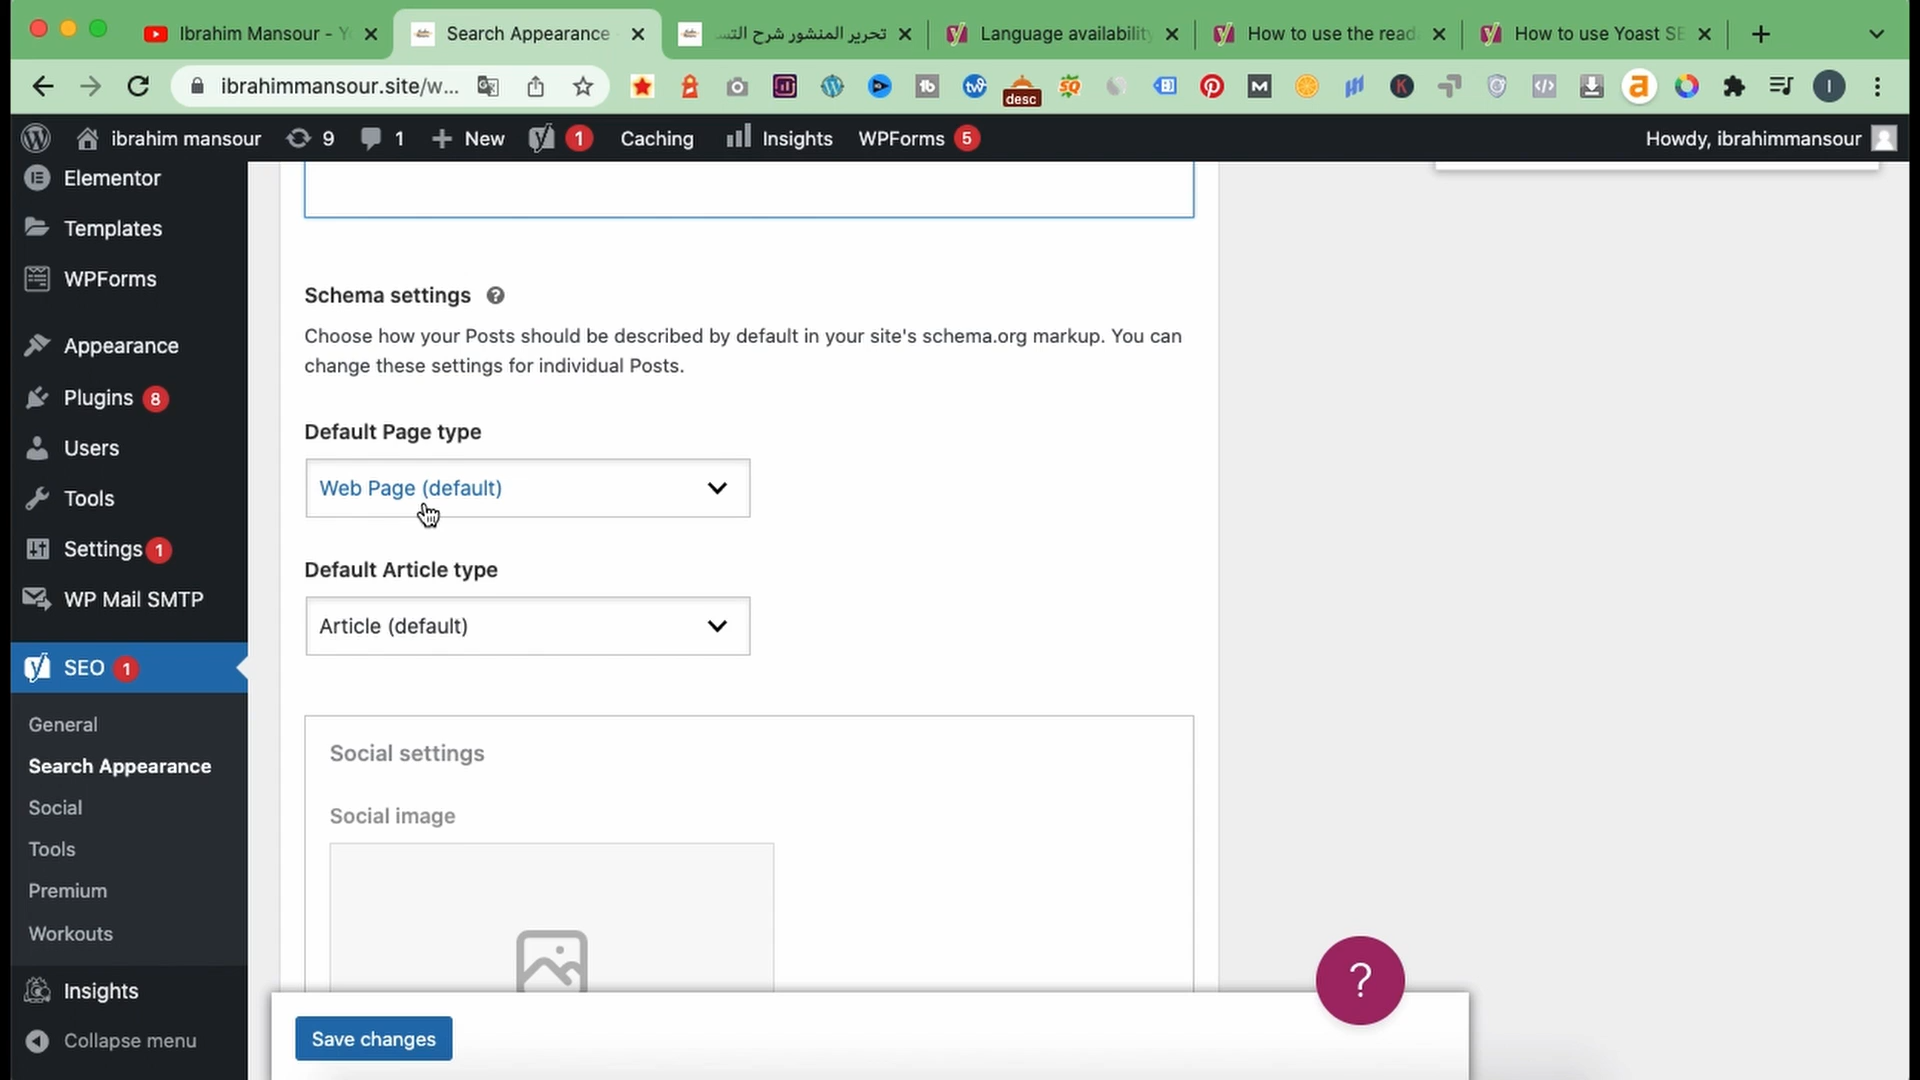 Ibrahim Mansour - Y
Search Appearance
تحرير المنشور شرح التس
Language availability
How to use the read
How to use Yoast SE
ibrahimmansour.site/w...
desc
ibrahim mansour
9
1
New
1
Caching
Insights
WPForms 5
Howdy, ibrahimmansour
Elementor
Templates
WPForms
Appearance
Plugins 8
Users
Tools
Settings 1
WP Mail SMTP
SEO 1
General
Search Appearance
Social
Tools
Premium
Workouts
Insights
Collapse menu
Schema settings ?
Choose how your Posts should be described by default in your site's schema.org markup. You can
change these settings for individual Posts.
Default Page type
Web Page (default)
Default Article type
Article (default)
Social settings
Social image
Save changes
?